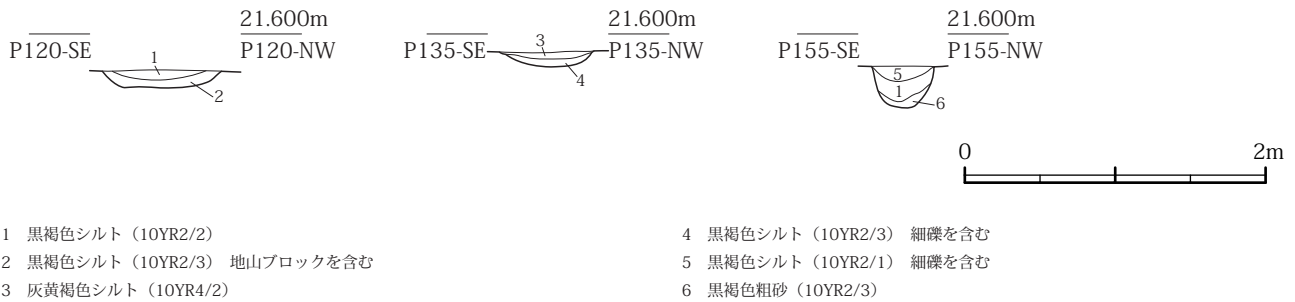 21.600m 21.600m 21.600m
P120-SE P120-NW P135-SE P135-NW P155-SE P155-NW
1 2
3 4
5 1 6
0 2m
1 黒褐色シルト（10YR2/2）
2 黒褐色シルト（10YR2/3） 地山ブロックを含む
3 灰黄褐色シルト（10YR4/2）
4 黒褐色シルト（10YR2/3） 細礫を含む
5 黒褐色シルト（10YR2/1） 細礫を含む
6 黒褐色粗砂（10YR2/3）